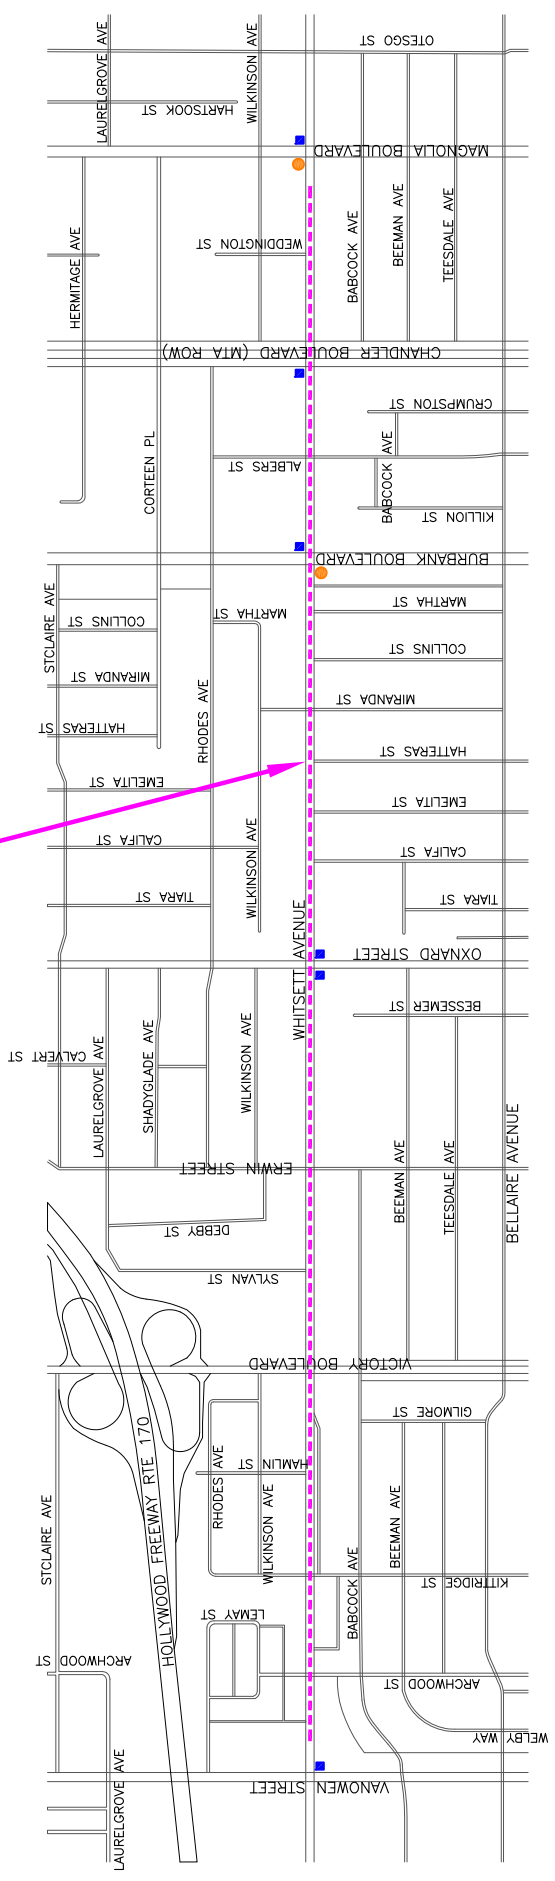 OTESGO ST
LAURELGROVE AVE
WILKINSON AVE
HARTSOOK ST
MAGNOLIA BOULEVARD
HERMITAGE AVE
WEDDINGTON ST
BABCOCK AVE
BEEMAN AVE
TEESDALE AVE
CHANDLER BOULEVARD (MTA ROW)
CRUMPSTON ST
CORTEEN PL
ALBERS ST
BABCOCK AVE
KILLION ST
BURBANK BOULEVARD
STCLAIRE AVE
COLLINS ST
MARTHA ST
MARTHA ST
COLLINS ST
MIRANDA ST
RHODES AVE
MIRANDA ST
HATTERAS ST
HATTERAS ST
EMELITA ST
EMELITA ST
CALIFA ST
WILKINSON AVE
CALIFA ST
TIARA ST
TIARA ST
WHITSETT AVENUE
OXNARD STREET
BESSEMER ST
CALVERT ST
LAURELGROVE AVE
SHADYGLADE AVE
WILKINSON AVE
ERWIN STREET
BEEMAN AVE
TEESDALE AVE
BELLAIRE AVENUE
DEBBY ST
SYLVAN ST
VICTORY BOULEVARD
GILMORE ST
HAMLIN ST
STCLAIRE AVE
HOLLYWOOD FREEWAY RTE 170
RHODES AVE
WILKINSON AVE
BABCOCK AVE
BEEMAN AVE
KITTRIDGE ST
LEMAY ST
ARCHWOOD ST
ARCHWOOD ST
WELBY WAY
LAURELGROVE AVE
VANOWEN STREET